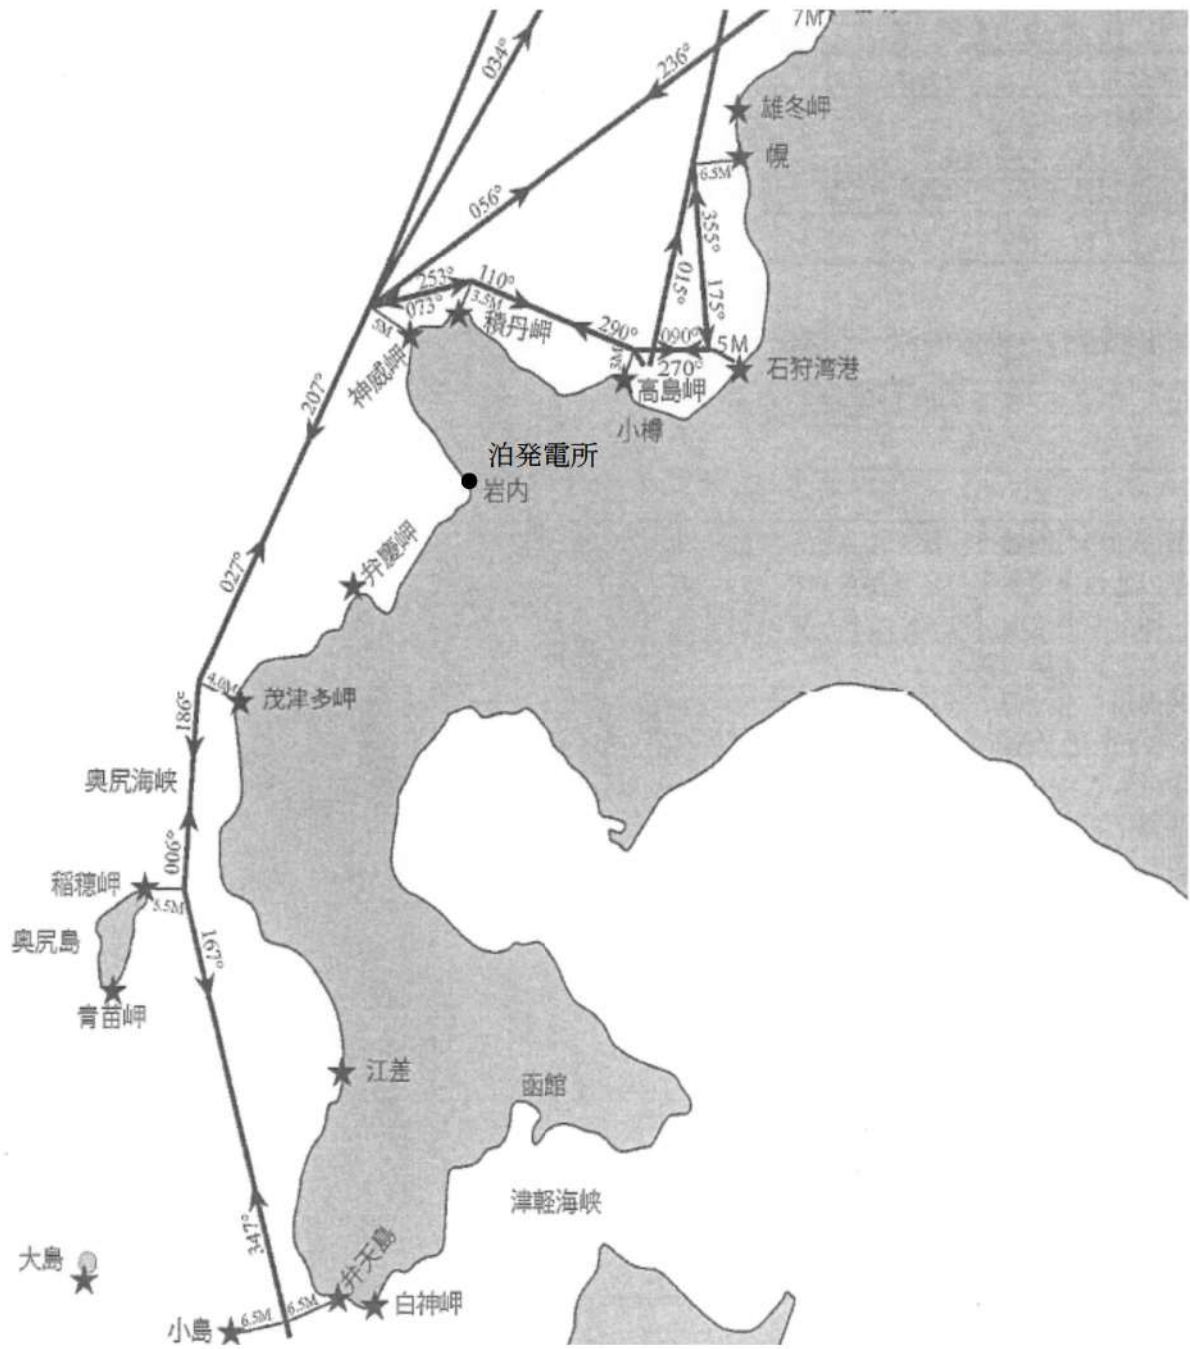 7M
034°
236°
雄冬岬
幌
6.5M
056°
355°
015°
175°
253°
110°
073°
3.5M
5M
積丹岬
290°
090°
5M
270°
3M
石狩湾港
神威岬
高島岬
小樽
207°
泊発電所
岩内
弁慶岬
027°
4.0M
茂津多岬
186°
奥尻海峡
006°
稲穂岬
5.5M
奥尻島
167°
青苗岬
江差
函館
津軽海峡
347°
弁天島
大島
6.5M
6.5M
白神岬
小島